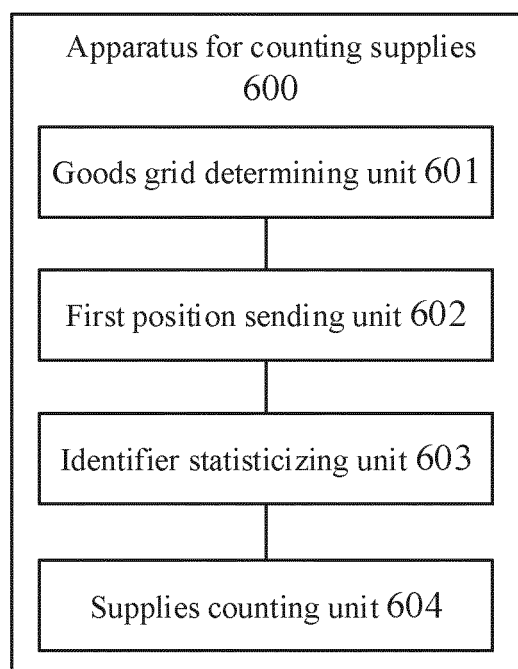 Apparatus for counting supplies
600
Goods grid determining unit 601
First position sending unit 602
Identifier statisticizing unit 603
Supplies counting unit 604